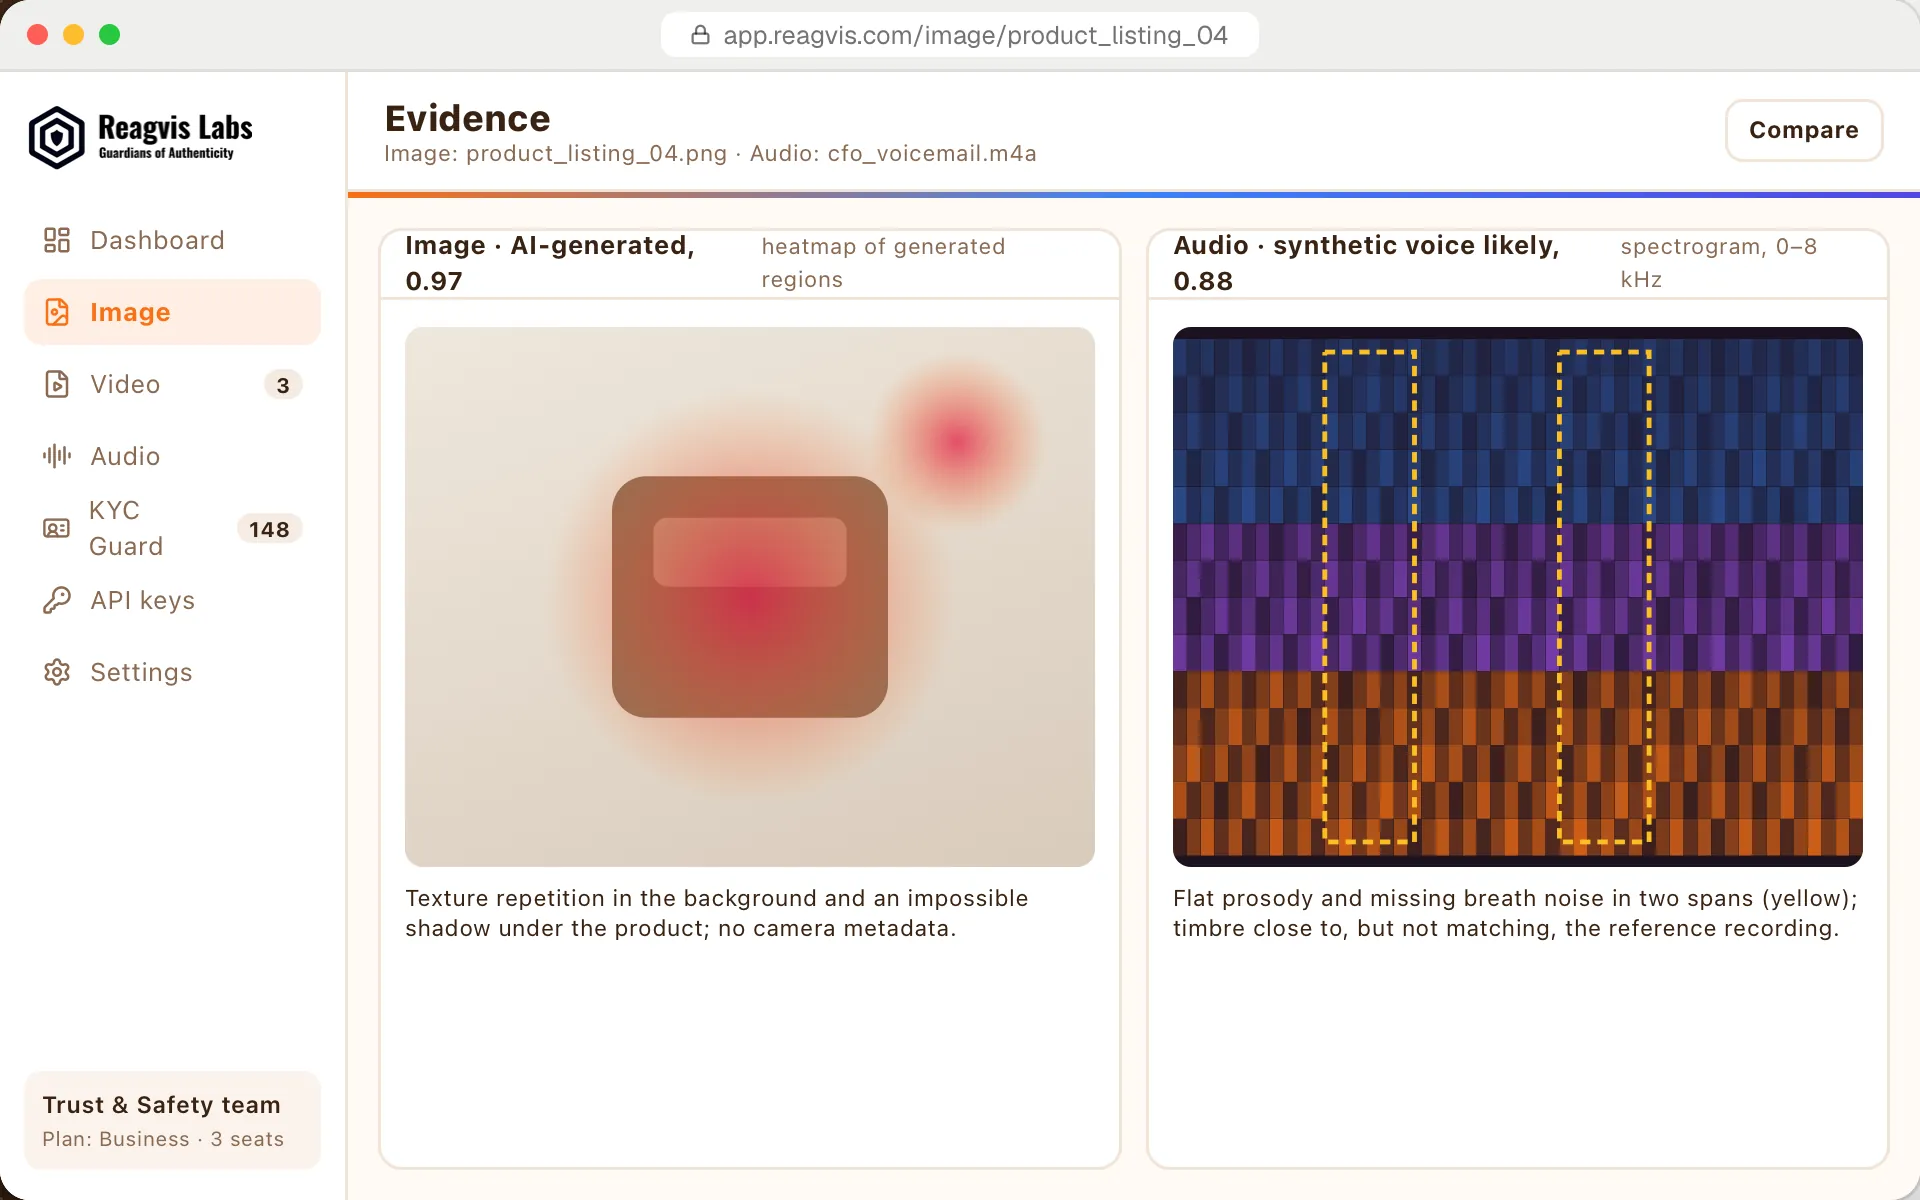 app.reagvis.com/image/product_listing_04
Reagvis Labs
Guardians of Authenticity
Dashboard
Image
Video 3
Audio
KYC Guard 148
API keys
Settings
Trust & Safety team
Plan: Business · 3 seats
Evidence
Image: product_listing_04.png · Audio: cfo_voicemail.m4a
Compare
Image · AI-generated,
0.97
heatmap of generated
regions
Texture repetition in the background and an impossible
shadow under the product; no camera metadata.
Audio · synthetic voice likely,
0.88
spectrogram, 0–8
kHz
Flat prosody and missing breath noise in two spans (yellow);
timbre close to, but not matching, the reference recording.